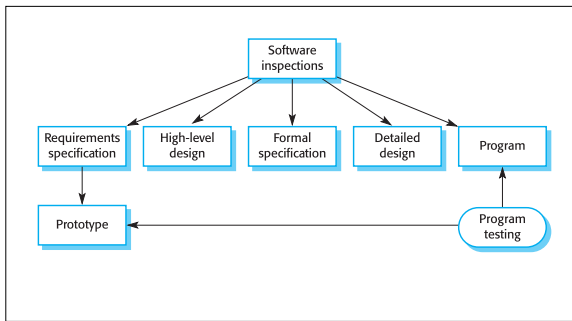 Software
inspections
Requirements
specification
High-level
design
Formal
specification
Detailed
design
Program
Prototype
Program
testing